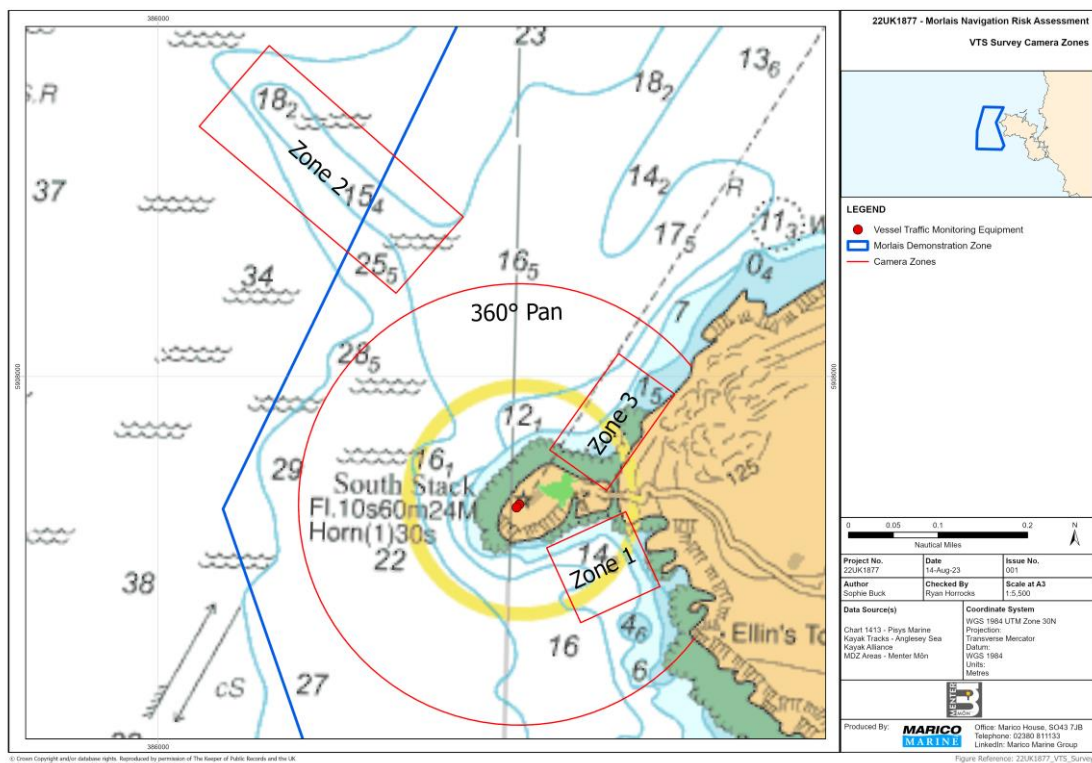 22UK1877 - Morlais Navigation Risk Assessment
VTS Survey Camera Zones
386000
23
13₆
18₂
18₂
s,R
Zone 2
37
15₄
14₂
R
11₃
W
17₅
0₄
25₅
16₅
34
360° Pan
7
5908000
5908000
28₅
1₅
12₁
Zone 3
29
16₁
125
South Stack
Fl.10s60m24M
Horn(1)30s
22
14
Zone 1
38
4₆
Ellin's To
16
6
27
cS
386000
LEGEND
Vessel Traffic Monitoring Equipment
Morlais Demonstration Zone
Camera Zones
0 0.05 0.1 0.2
Nautical Miles
N
Project No. Date Issue No.
22UK1877 14-Aug-23 001
Author Checked By Scale at A3
Sophie Buck Ryan Horrocks 1:5,500
Data Source(s)
Chart 1413 - Pisys Marine
Kayak Tracks - Anglesey Sea
Kayak Alliance
MDZ Areas - Menter Môn
Coordinate System
WGS 1984 UTM Zone 30N
Projection:
Transverse Mercator
Datum:
WGS 1984
Units:
Metres
MENTER
MÔN
Produced By:
MARICO
MARINE
Office: Marico House, SO43 7JB
Telephone: 02380 811133
LinkedIn: Marico Marine Group
© Crown Copyright and/or database rights. Reproduced by permission of The Keeper of Public Records and the UK
Figure Reference: 22UK1877_VTS_Survey